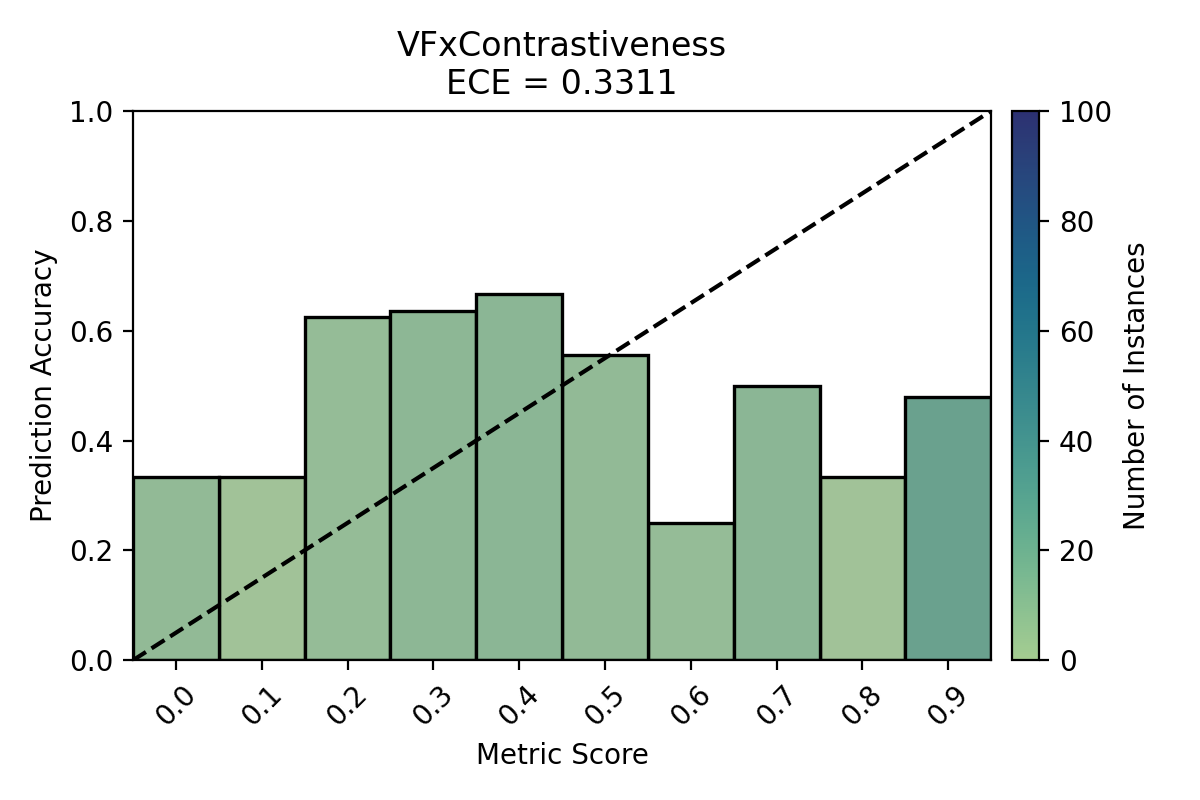 VFxContrastiveness
ECE = 0.3311
Prediction Accuracy
1.0
0.8
0.6
0.4
0.2
0.0
0.0 0.1 0.2 0.3 0.4 0.5 0.6 0.7 0.8 0.9
Metric Score
100
80
60
40
20
0
Number of Instances